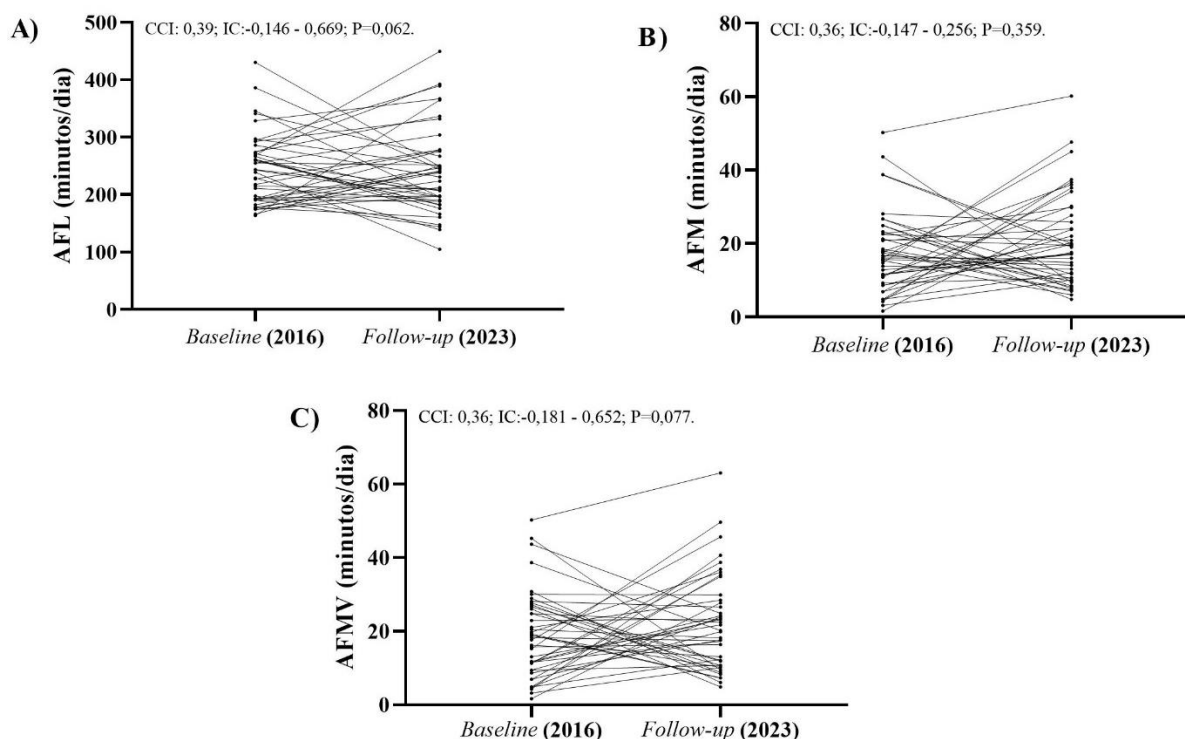 A)
CCI: 0,39; IC:-0,146 - 0,669; P=0,062.
AFL (minutos/dia)
500
400
300
200
100
0
Baseline (2016) Follow-up (2023)
B)
CCI: 0,36; IC:-0,147 - 0,256; P=0,359.
AFM (minutos/dia)
80
60
40
20
0
Baseline (2016) Follow-up (2023)
C)
CCI: 0,36; IC:-0,181 - 0,652; P=0,077.
AFMV (minutos/dia)
80
60
40
20
0
Baseline (2016) Follow-up (2023)